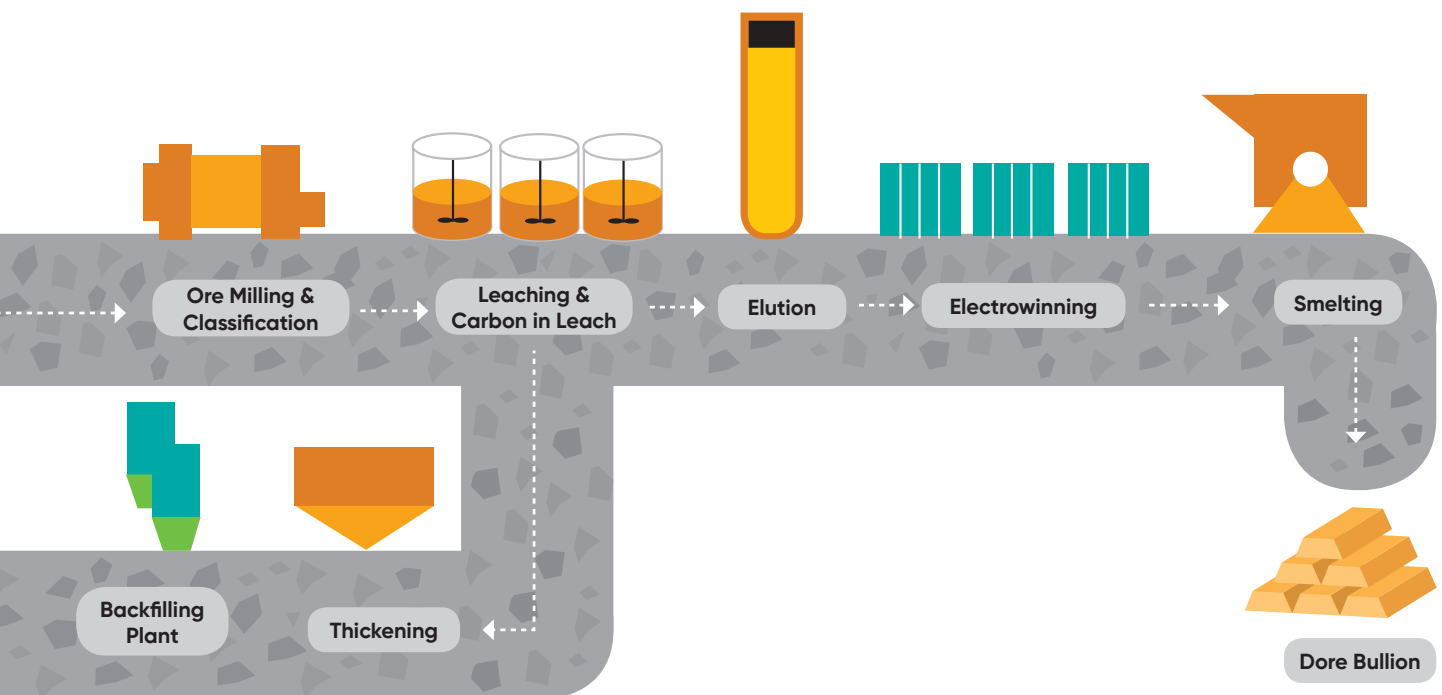 Ore Milling &
Classification
Leaching &
Carbon in Leach
Elution
Electrowinning
Smelting
Backfilling
Plant
Thickening
Dore Bullion